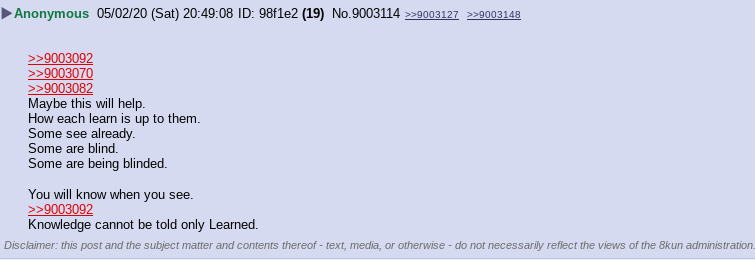 ▶Anonymous 05/02/20 (Sat) 20:49:08 ID: 98f1e2 (19) No.9003114 >>9003127 >>9003148
>>9003092
>>9003070
>>9003082
Maybe this will help.
How each learn is up to them.
Some see already.
Some are blind.
Some are being blinded.
You will know when you see.
>>9003092
Knowledge cannot be told only Learned.
Disclaimer: this post and the subject matter and contents thereof - text, media, or otherwise - do not necessarily reflect the views of the 8kun administration.